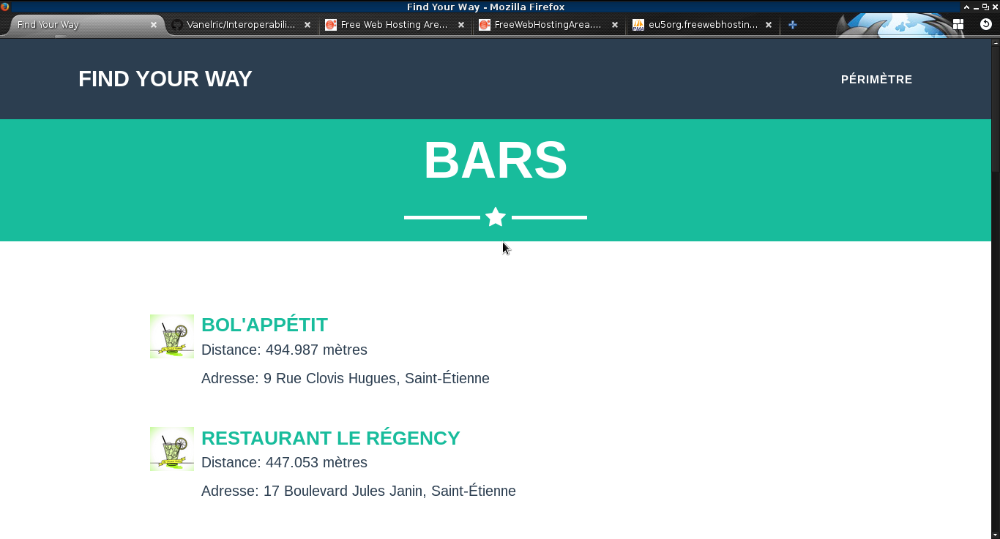 Find Your Way - Mozilla Firefox
Find Your Way
Vanelric/Interoperabili...
Free Web Hosting Are...
FreeWebHostingArea....
eu5org.freewebhostin...
FIND YOUR WAY
PÉRIMÈTRE
BARS
BOL'APPÉTIT
Distance: 494.987 mètres
Adresse: 9 Rue Clovis Hugues, Saint-Étienne
RESTAURANT LE RÉGENCY
Distance: 447.053 mètres
Adresse: 17 Boulevard Jules Janin, Saint-Étienne